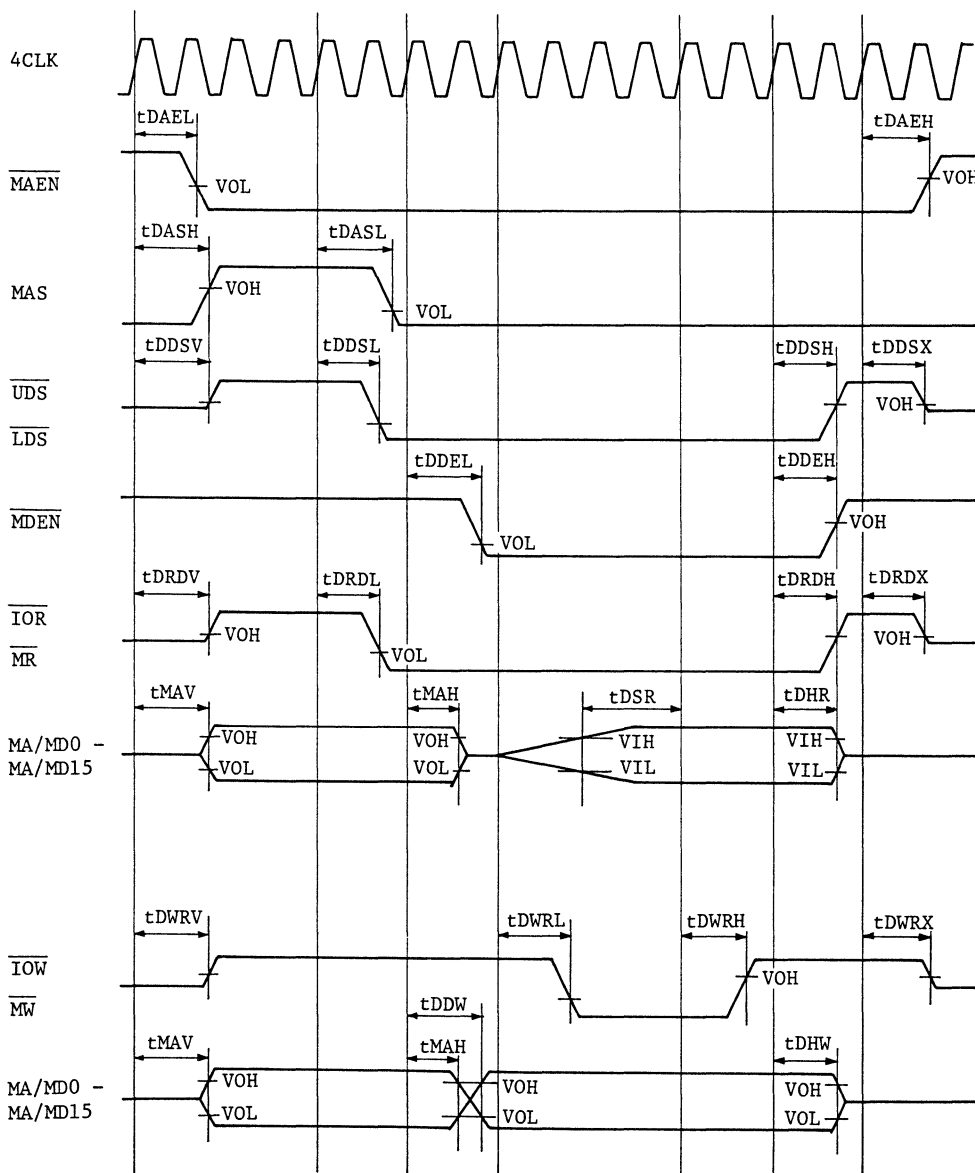 4CLK
tDAEL tDAEH
MAEN VOL VOH
tDASH tDASL
MAS VOH VOL
tDDSV tDDSL tDDSH tDDSX
UDS VOH
LDS
tDDEL tDDEH
MDEN VOL VOH
tDRDV tDRDL tDRDH tDRDX
IOR VOH VOH
MR VOL
tMAV tMAH tDSR tDHR
MA/MD0 - VOH VOH VIH VIH
MA/MD15 VOL VOL VIL VIL
tDWRV tDWRL tDWRH tDWRX
IOW VOH
MW
tDDW
tMAV tMAH tDHW
MA/MD0 - VOH VOH VOH
MA/MD15 VOL VOL VOL